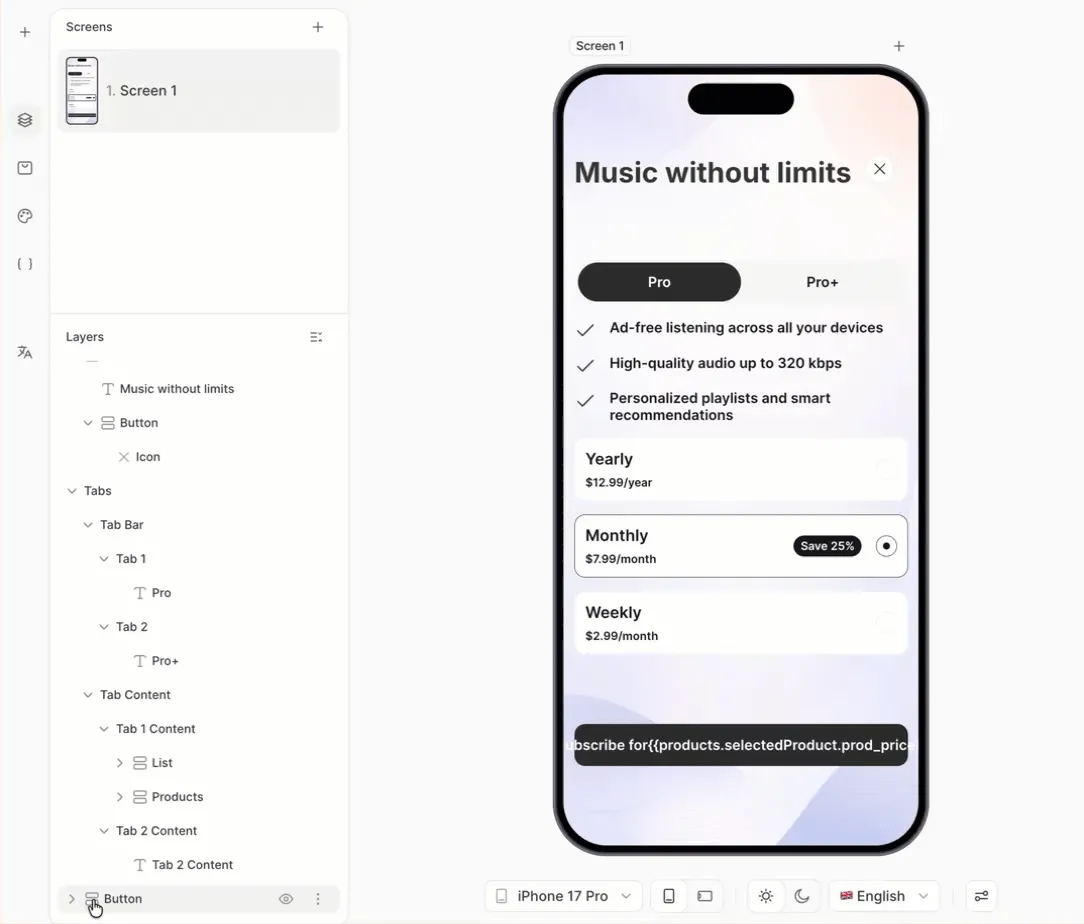 Screens
1. Screen 1
Layers
Music without limits
Button
Icon
Tabs
Tab Bar
Tab 1
Pro
Tab 2
Pro+
Tab Content
Tab 1 Content
List
Products
Tab 2 Content
Tab 2 Content
Button
Screen 1
Music without limits
Pro
Pro+
Ad-free listening across all your devices
High-quality audio up to 320 kbps
Personalized playlists and smart
recommendations
Yearly
$12.99/year
Monthly
$7.99/month
Save 25%
Weekly
$2.99/month
ubscribe for{{products.selectedProduct.prod_price
iPhone 17 Pro
English